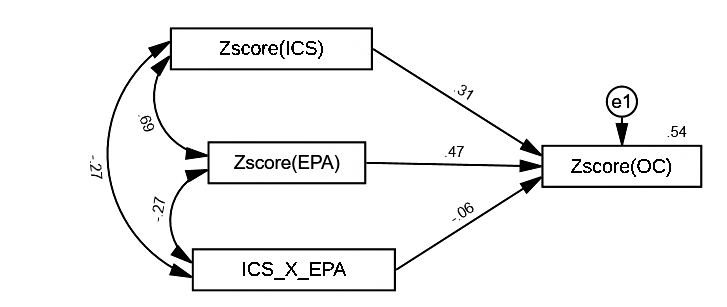 Zscore(ICS)
.31
e1
.69
.54
Zscore(EPA)
.47
Zscore(OC)
-.27
-.27
-.06
ICS_X_EPA